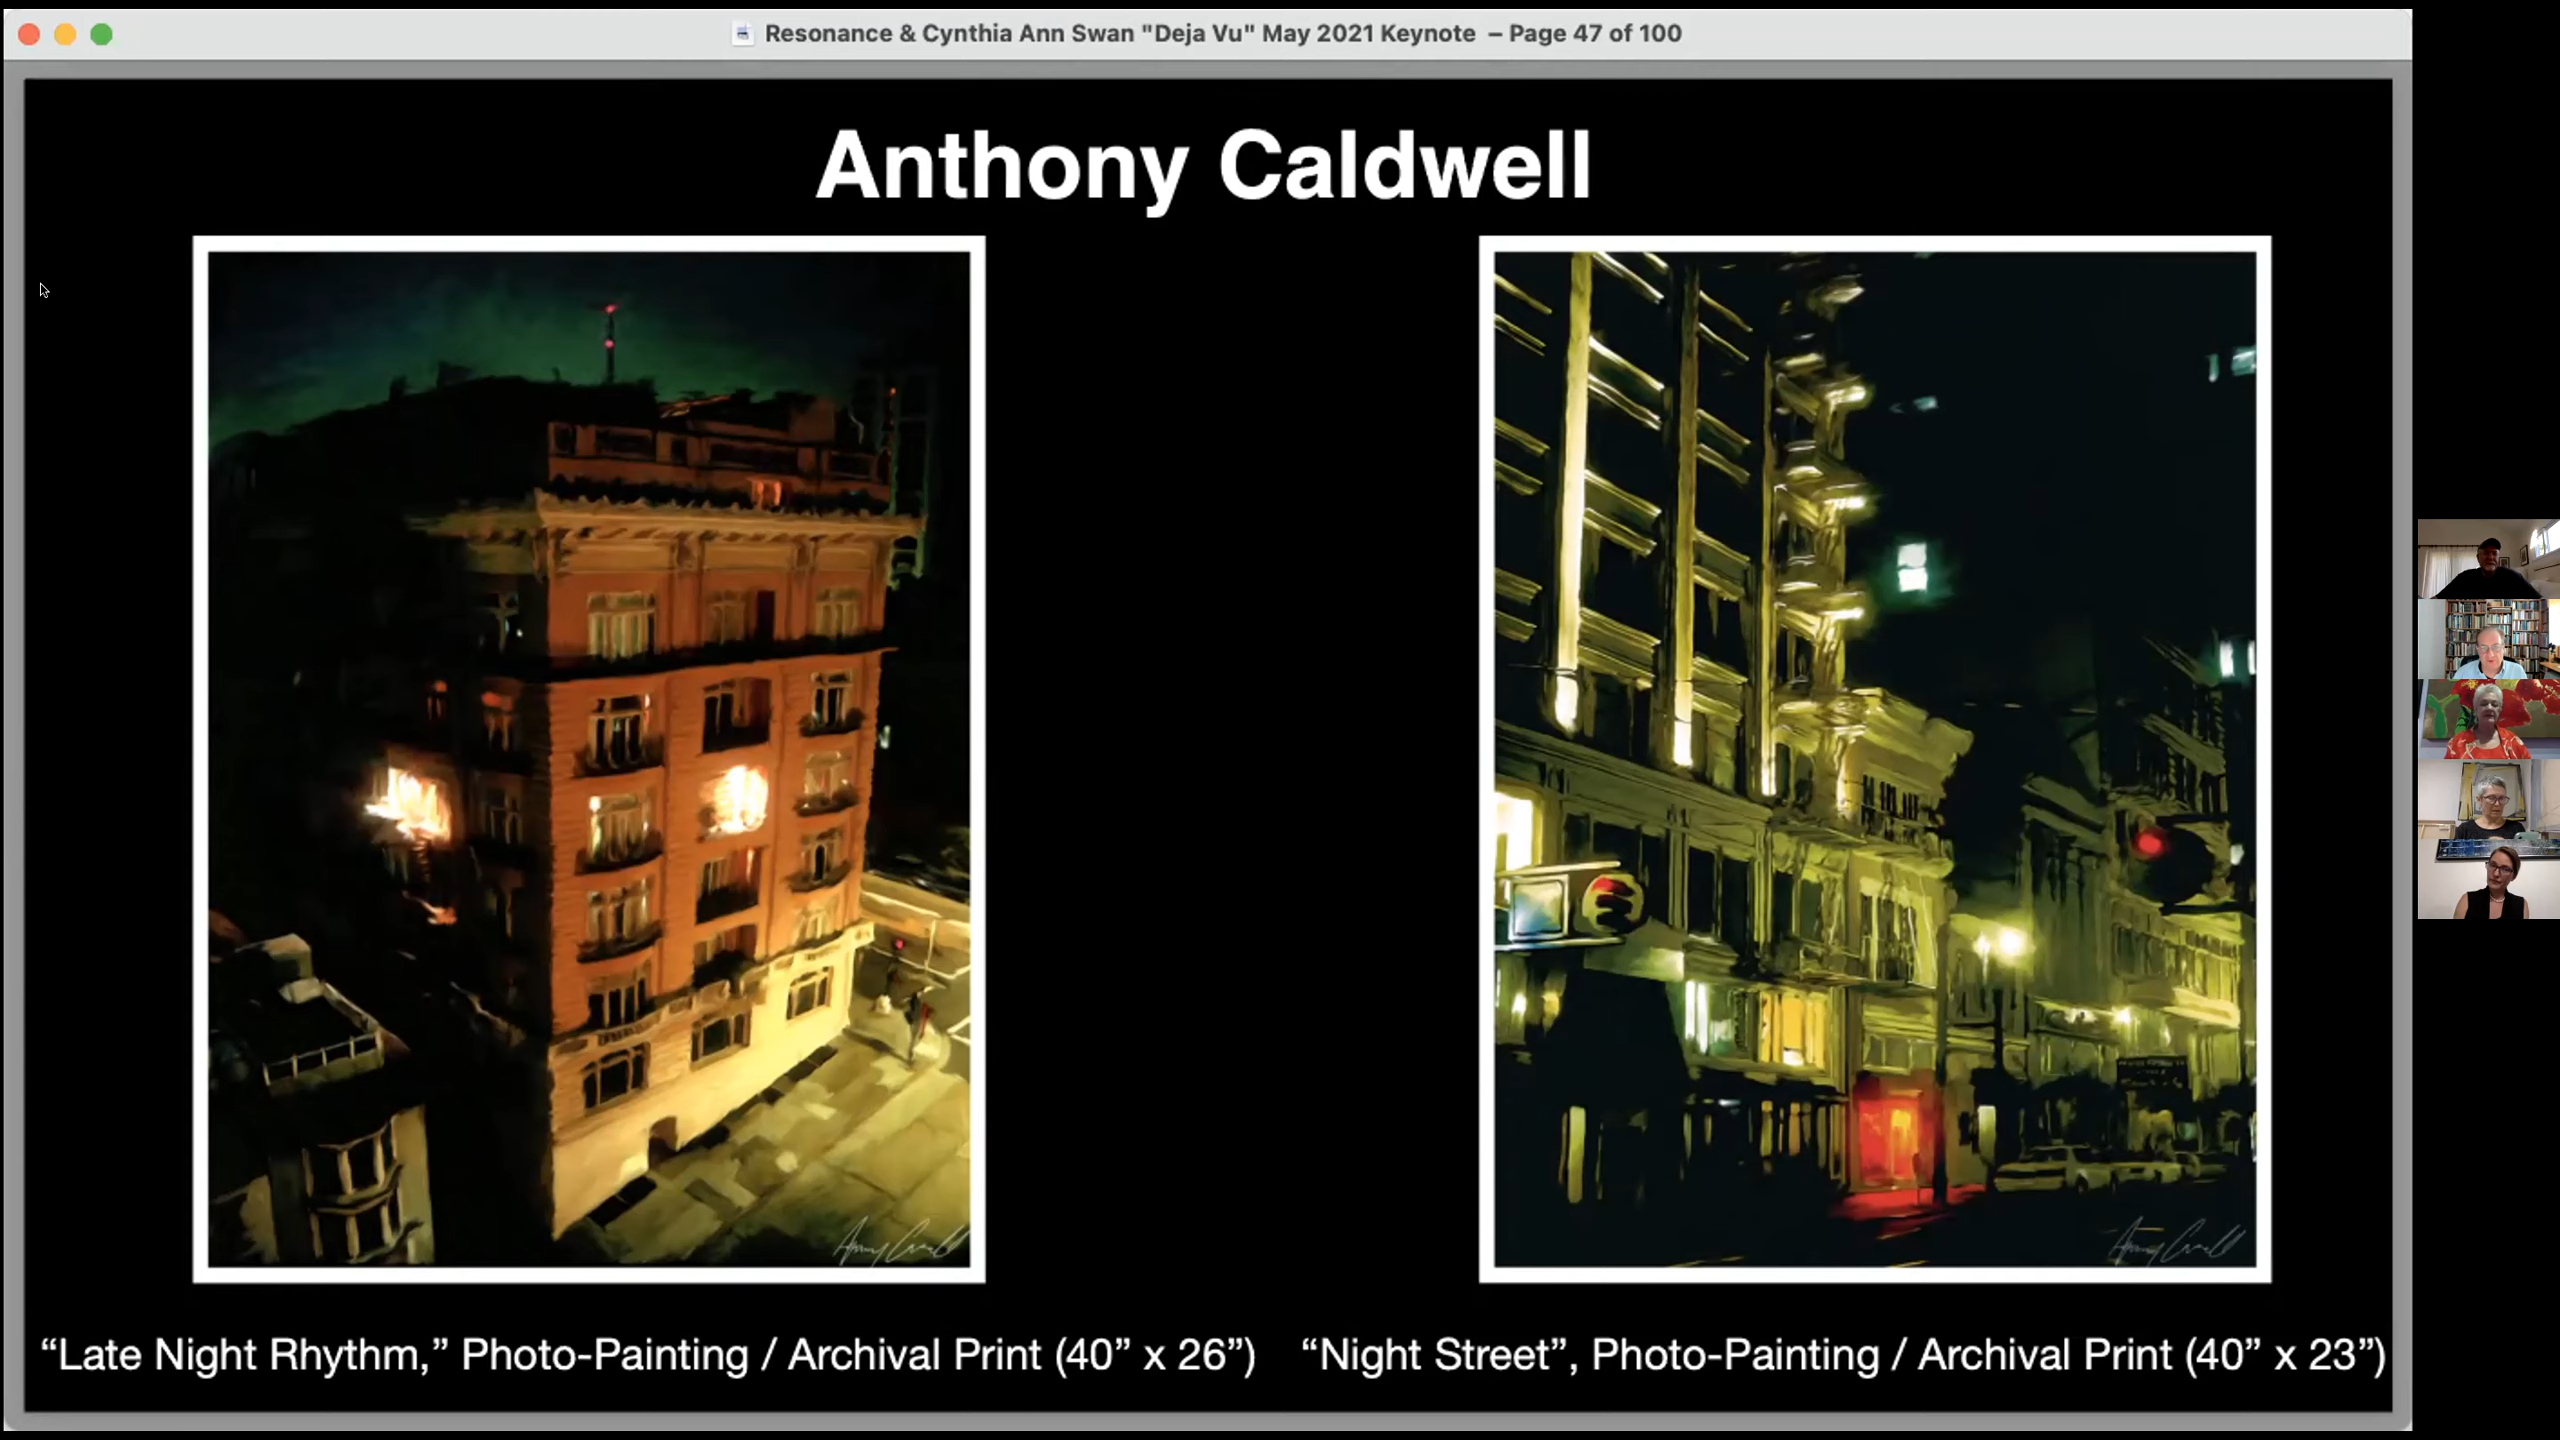 Resonance & Cynthia Ann Swan "Deja Vu" May 2021 Keynote – Page 47 of 100
Anthony Caldwell
“Late Night Rhythm,” Photo-Painting / Archival Print (40” x 26”)
“Night Street”, Photo-Painting / Archival Print (40” x 23”)